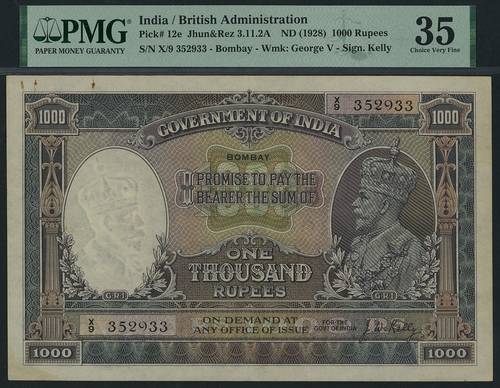 PMG
PAPER MONEY GUARANTY
India / British Administration
Pick# 12e Jhun&Rez 3.11.2A ND (1928) 1000 Rupees
S/N X/9 352933 - Bombay - Wmk: George V - Sign. Kelly
35
Choice Very Fine
1000
X/9 352933
1000
GOVERNMENT OF INDIA
BOMBAY
I PROMISE TO PAY THE
BEARER THE SUM OF
ONE
THOUSAND
RUPEES
G·R·I
G·R·I
X/9 352933
ON DEMAND AT
ANY OFFICE OF ISSUE
FOR THE
GOVT OF INDIA
J. W. Kelly
1000
1000